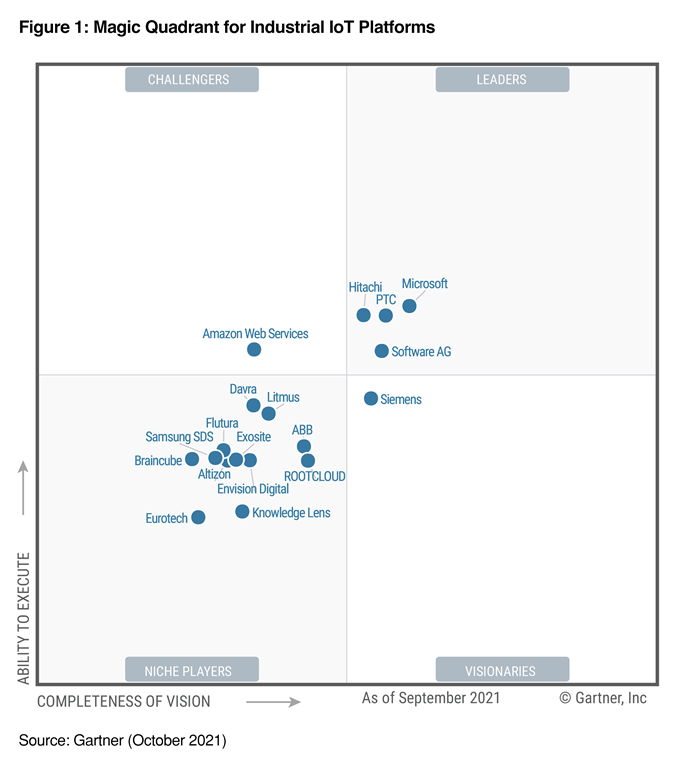 Figure 1: Magic Quadrant for Industrial IoT Platforms
CHALLENGERS
LEADERS
Hitachi
Microsoft
PTC
Amazon Web Services
Software AG
Davra
Litmus
Siemens
Flutura
Samsung SDS
Exosite
ABB
Braincube
Altizon
ROOTCLOUD
Envision Digital
Eurotech
Knowledge Lens
ABILITY TO EXECUTE
NICHE PLAYERS
VISIONARIES
COMPLETENESS OF VISION
As of September 2021
© Gartner, Inc
Source: Gartner (October 2021)